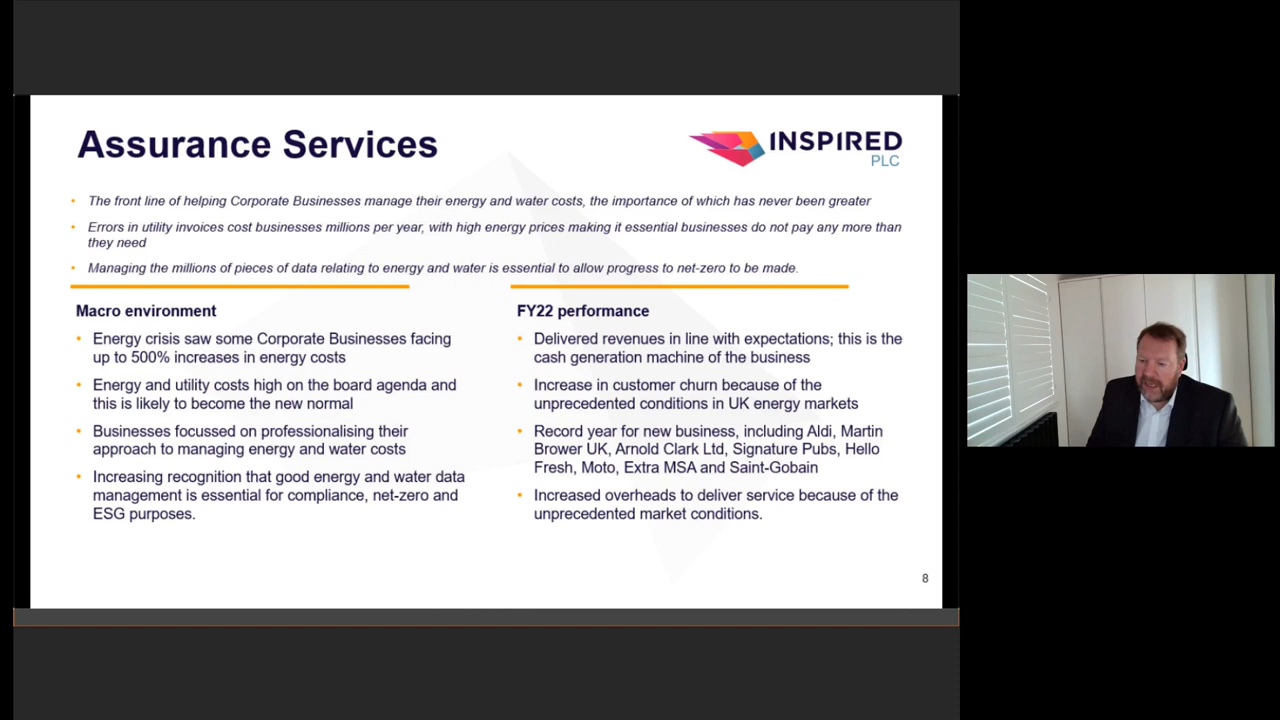 Assurance Services
INSPIRED
PLC
• The front line of helping Corporate Businesses manage their energy and water costs, the importance of which has never been greater
• Errors in utility invoices cost businesses millions per year, with high energy prices making it essential businesses do not pay any more than
they need
• Managing the millions of pieces of data relating to energy and water is essential to allow progress to net-zero to be made.
Macro environment
• Energy crisis saw some Corporate Businesses facing
up to 500% increases in energy costs
• Energy and utility costs high on the board agenda and
this is likely to become the new normal
• Businesses focussed on professionalising their
approach to managing energy and water costs
• Increasing recognition that good energy and water data
management is essential for compliance, net-zero and
ESG purposes.
FY22 performance
• Delivered revenues in line with expectations; this is the
cash generation machine of the business
• Increase in customer churn because of the
unprecedented conditions in UK energy markets
• Record year for new business, including Aldi, Martin
Brower UK, Arnold Clark Ltd, Signature Pubs, Hello
Fresh, Moto, Extra MSA and Saint-Gobain
• Increased overheads to deliver service because of the
unprecedented market conditions.
8